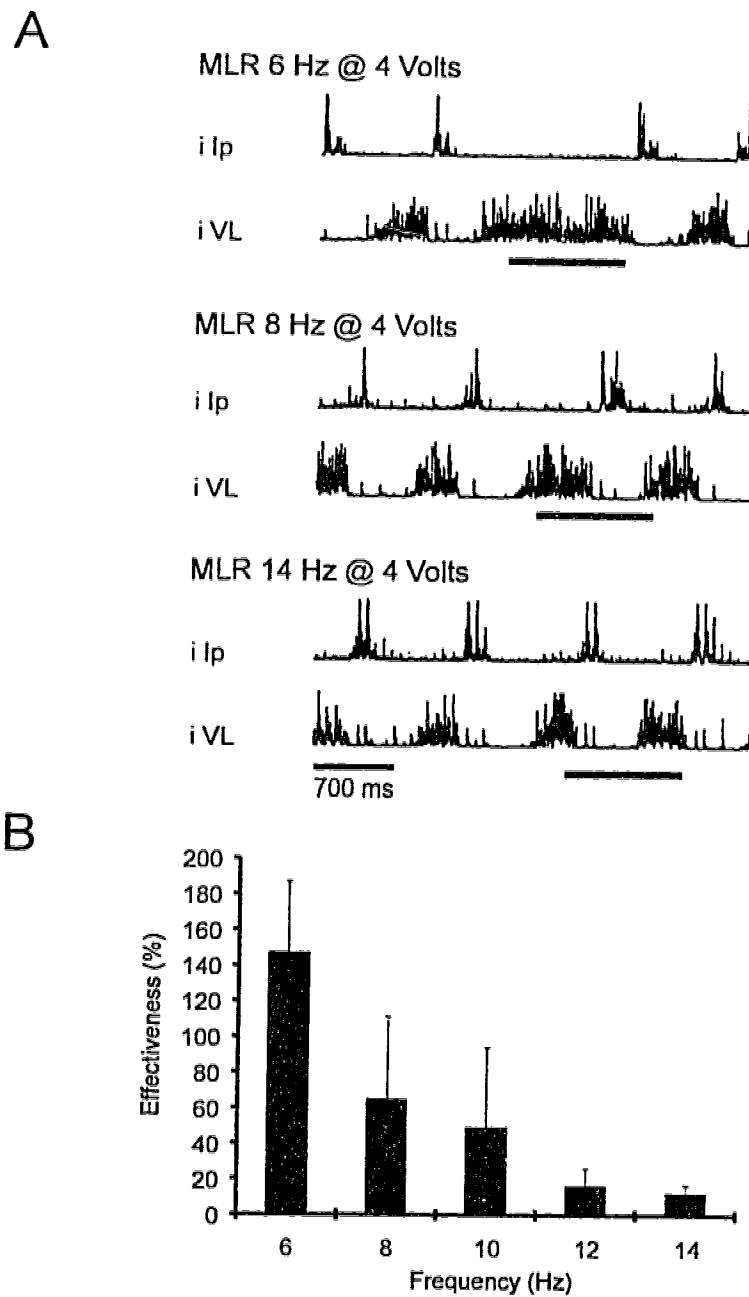 A
MLR 6 Hz @ 4 Volts
i Ip
i VL
MLR 8 Hz @ 4 Volts
i Ip
i VL
MLR 14 Hz @ 4 Volts
i Ip
i VL
700 ms
B
200
180
160
140
120
100
80
60
40
20
0
Effectiveness (%)
6 8 10 12 14
Frequency (Hz)